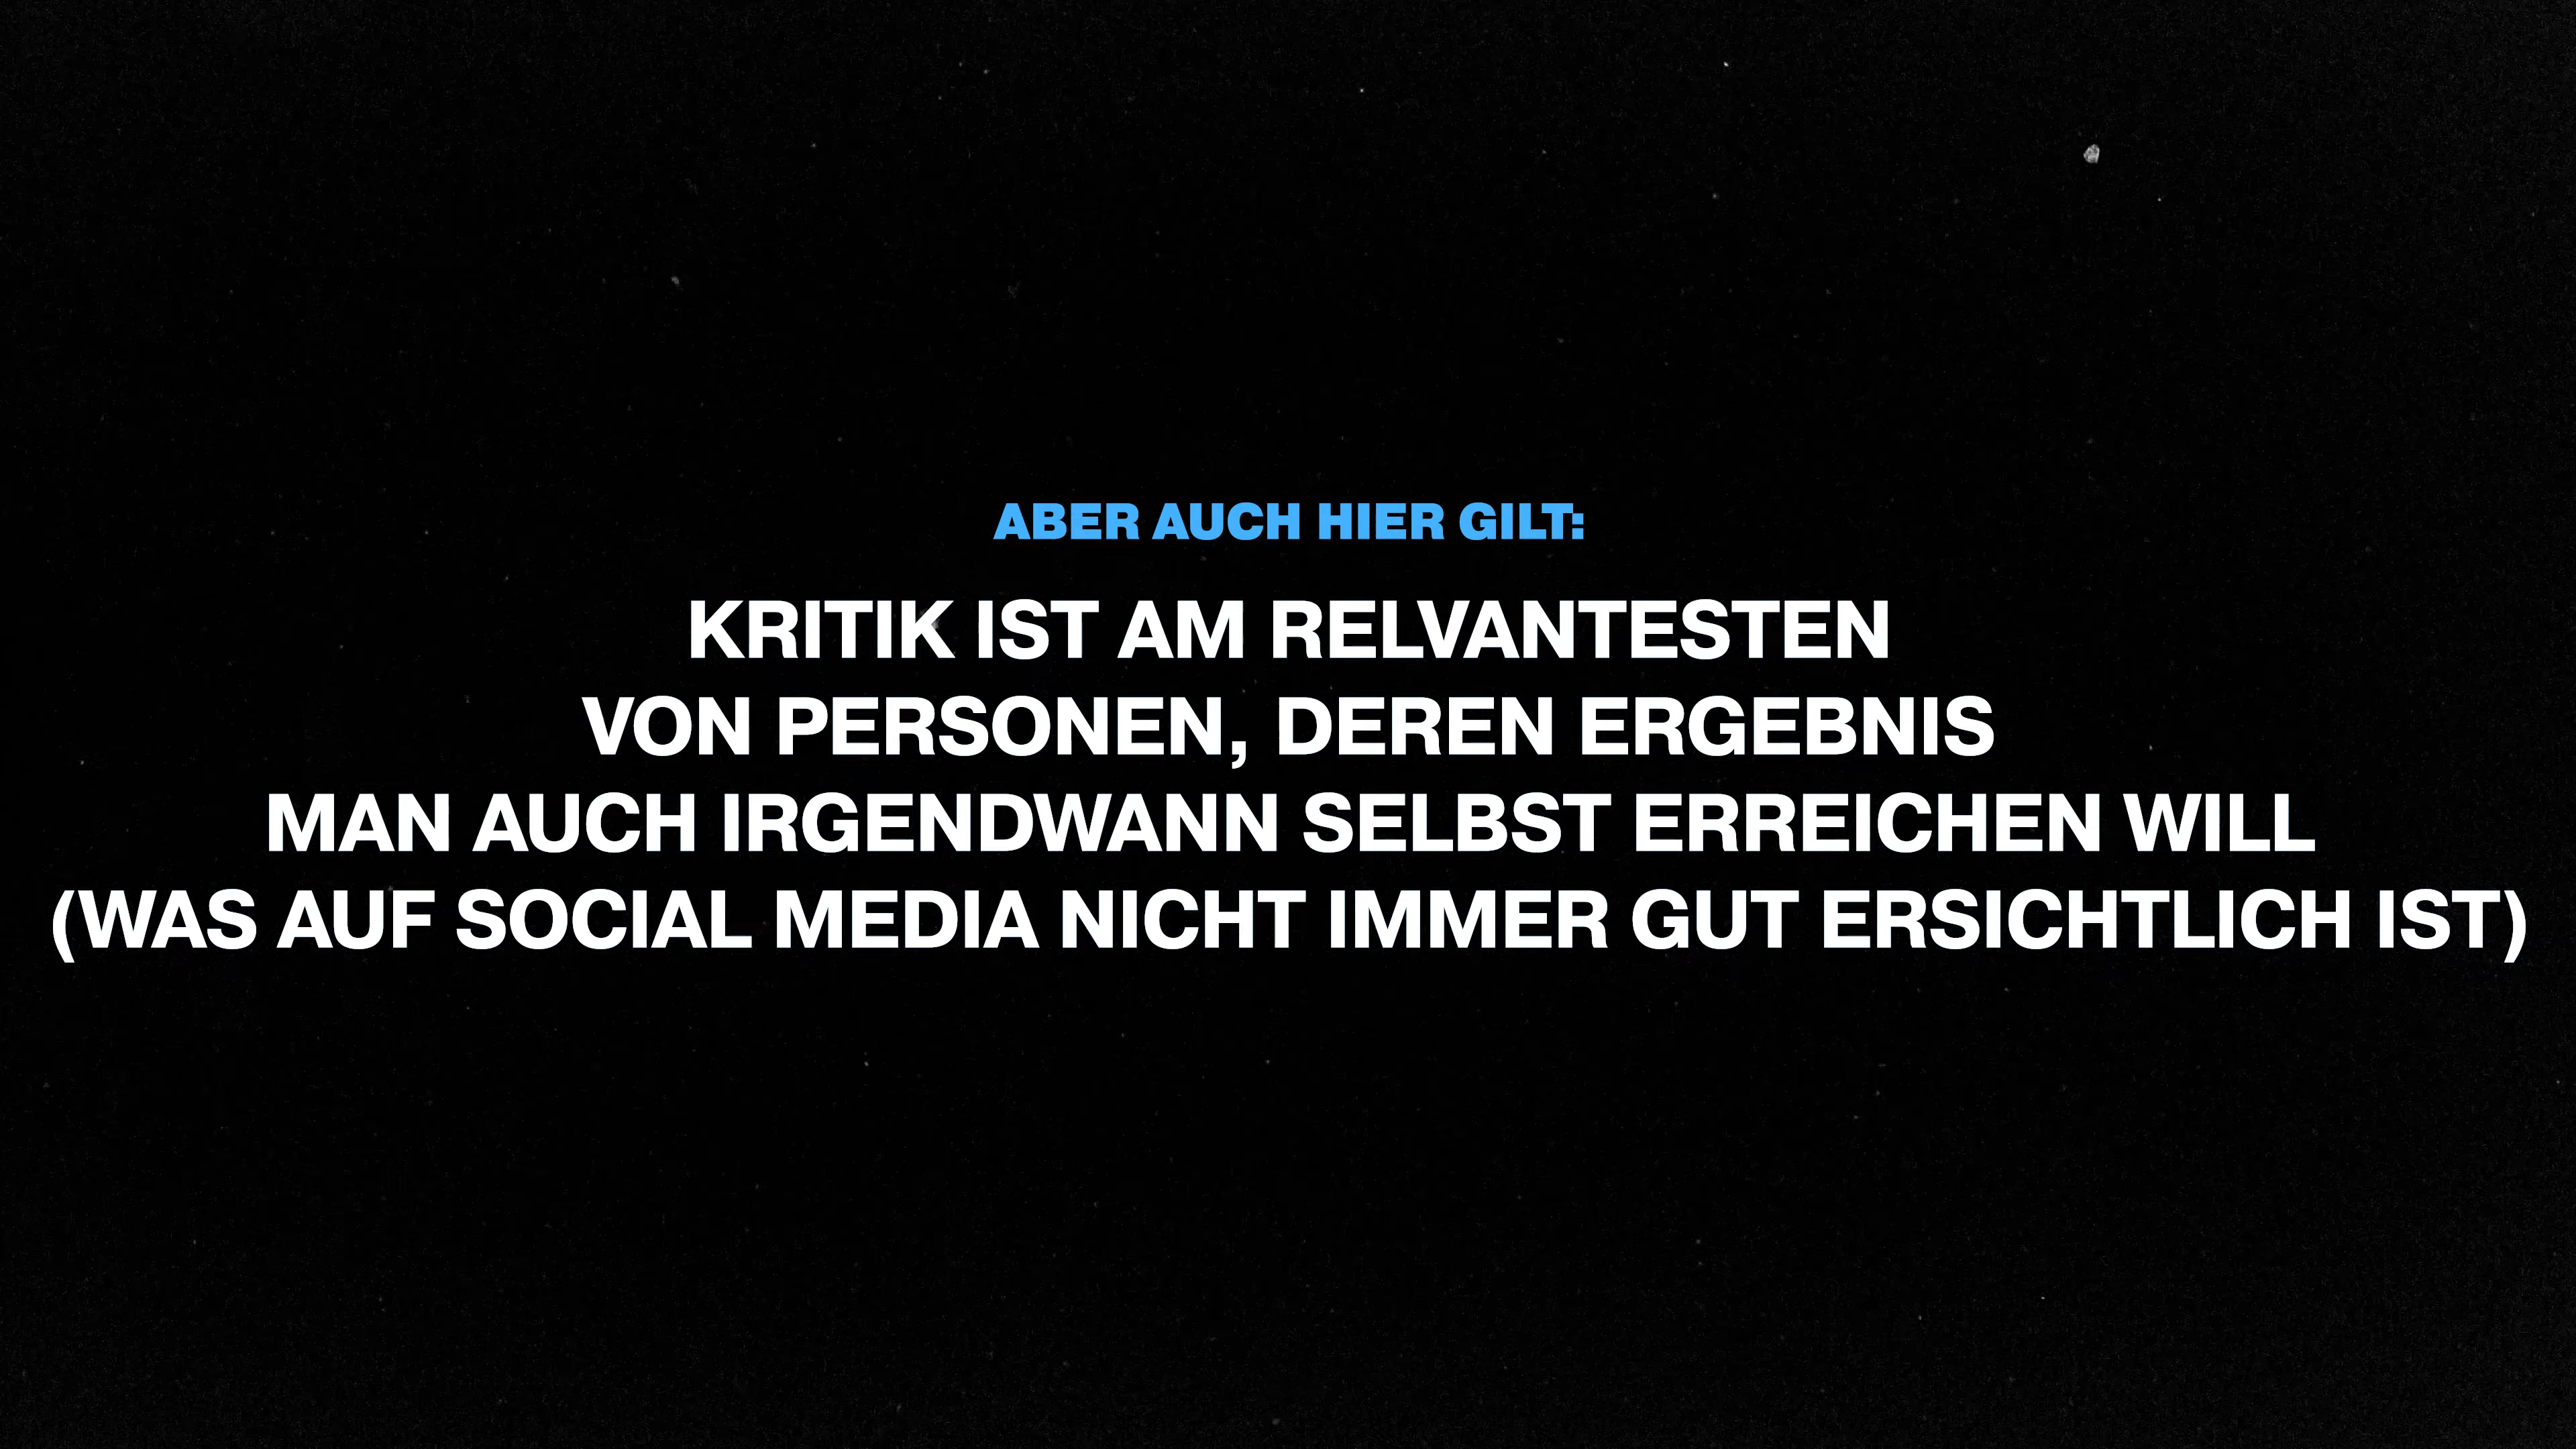 ABER AUCH HIER GILT:
KRITIK IST AM RELVANTESTEN
VON PERSONEN, DEREN ERGEBNIS
MAN AUCH IRGENDWANN SELBST ERREICHEN WILL
(WAS AUF SOCIAL MEDIA NICHT IMMER GUT ERSICHTLICH IST)